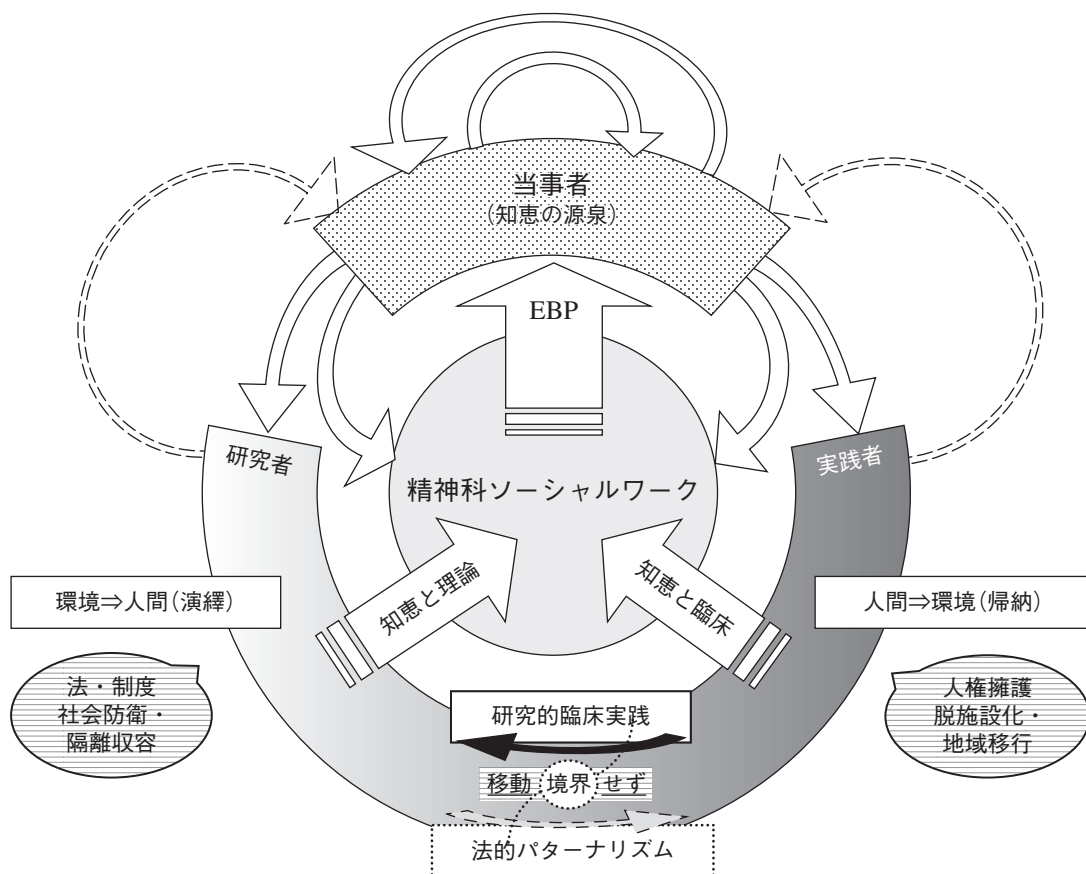 当事者
(知恵の源泉)
EBP
研究者
実践者
精神科ソーシャルワーク
知恵と理論
知恵と臨床
環境⇒人間(演繹)
人間⇒環境(帰納)
法・制度
社会防衛・
隔離収容
人権擁護
脱施設化・
地域移行
研究的臨床実践
移動 境界 せず
法的パターナリズム